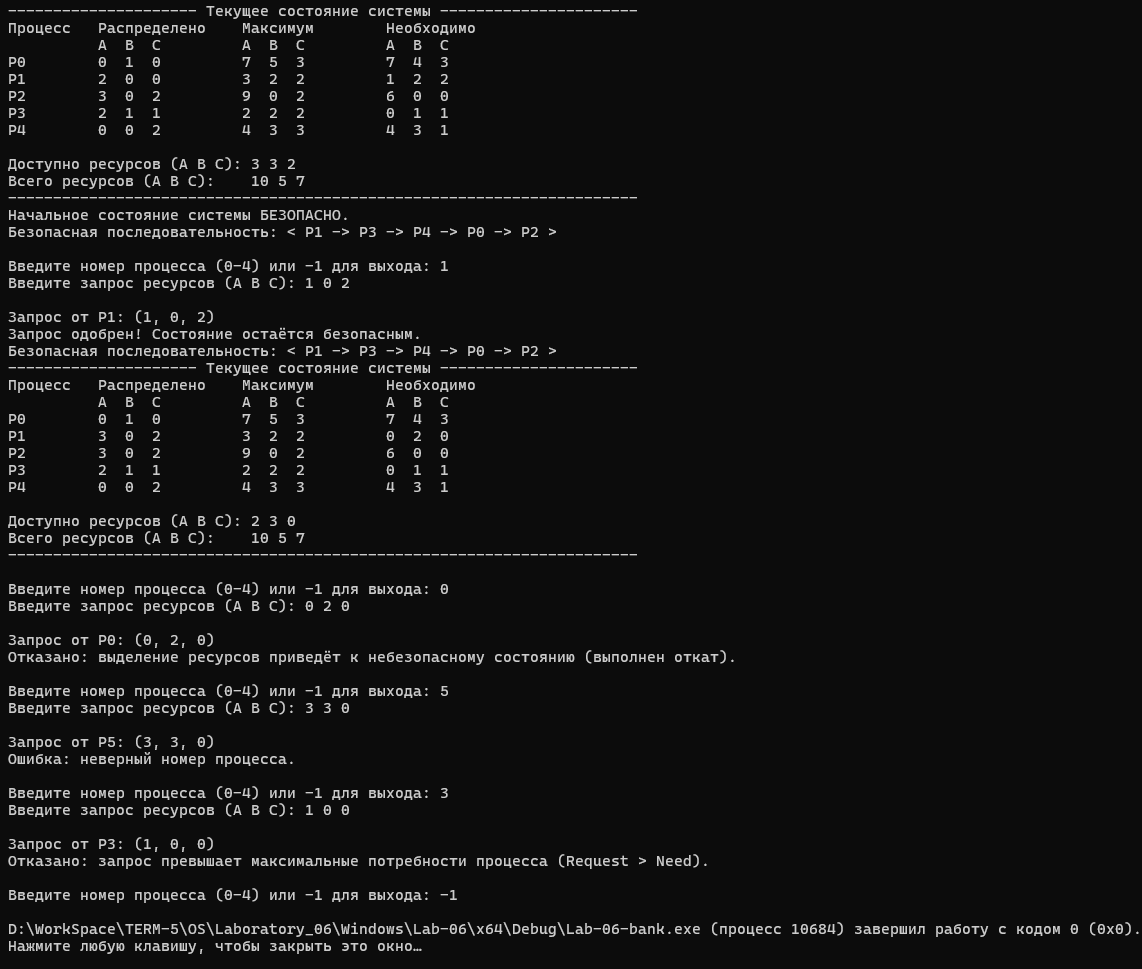 --------------------- Текущее состояние системы ----------------------
Процесс   Распределено    Максимум        Необходимо
          A  B  C         A  B  C         A  B  C
P0        0  1  0         7  5  3         7  4  3
P1        2  0  0         3  2  2         1  2  2
P2        3  0  2         9  0  2         6  0  0
P3        2  1  1         2  2  2         0  1  1
P4        0  0  2         4  3  3         4  3  1
Доступно ресурсов (A B C): 3 3 2
Всего ресурсов (A B C):    10 5 7
----------------------------------------------------------------------
Начальное состояние системы БЕЗОПАСНО.
Безопасная последовательность: < P1 -> P3 -> P4 -> P0 -> P2 >
Введите номер процесса (0-4) или -1 для выхода: 1
Введите запрос ресурсов (A B C): 1 0 2
Запрос от P1: (1, 0, 2)
Запрос одобрен! Состояние остаётся безопасным.
Безопасная последовательность: < P1 -> P3 -> P4 -> P0 -> P2 >
--------------------- Текущее состояние системы ----------------------
Процесс   Распределено    Максимум        Необходимо
          A  B  C         A  B  C         A  B  C
P0        0  1  0         7  5  3         7  4  3
P1        3  0  2         3  2  2         0  2  0
P2        3  0  2         9  0  2         6  0  0
P3        2  1  1         2  2  2         0  1  1
P4        0  0  2         4  3  3         4  3  1
Доступно ресурсов (A B C): 2 3 0
Всего ресурсов (A B C):    10 5 7
----------------------------------------------------------------------
Введите номер процесса (0-4) или -1 для выхода: 0
Введите запрос ресурсов (A B C): 0 2 0
Запрос от P0: (0, 2, 0)
Отказано: выделение ресурсов приведёт к небезопасному состоянию (выполнен откат).
Введите номер процесса (0-4) или -1 для выхода: 5
Введите запрос ресурсов (A B C): 3 3 0
Запрос от P5: (3, 3, 0)
Ошибка: неверный номер процесса.
Введите номер процесса (0-4) или -1 для выхода: 3
Введите запрос ресурсов (A B C): 1 0 0
Запрос от P3: (1, 0, 0)
Отказано: запрос превышает максимальные потребности процесса (Request > Need).
Введите номер процесса (0-4) или -1 для выхода: -1
D:\WorkSpace\TERM-5\OS\Laboratory_06\Windows\Lab-06\x64\Debug\Lab-06-bank.exe (процесс 10684) завершил работу с кодом 0 (0x0).
Нажмите любую клавишу, чтобы закрыть это окно…